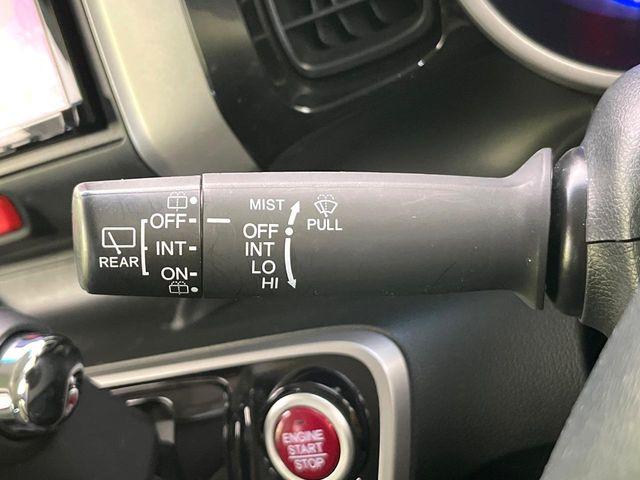 OFF
INT
ON
REAR
MIST
OFF
INT
LO
HI
PULL
ENGINE
START
STOP